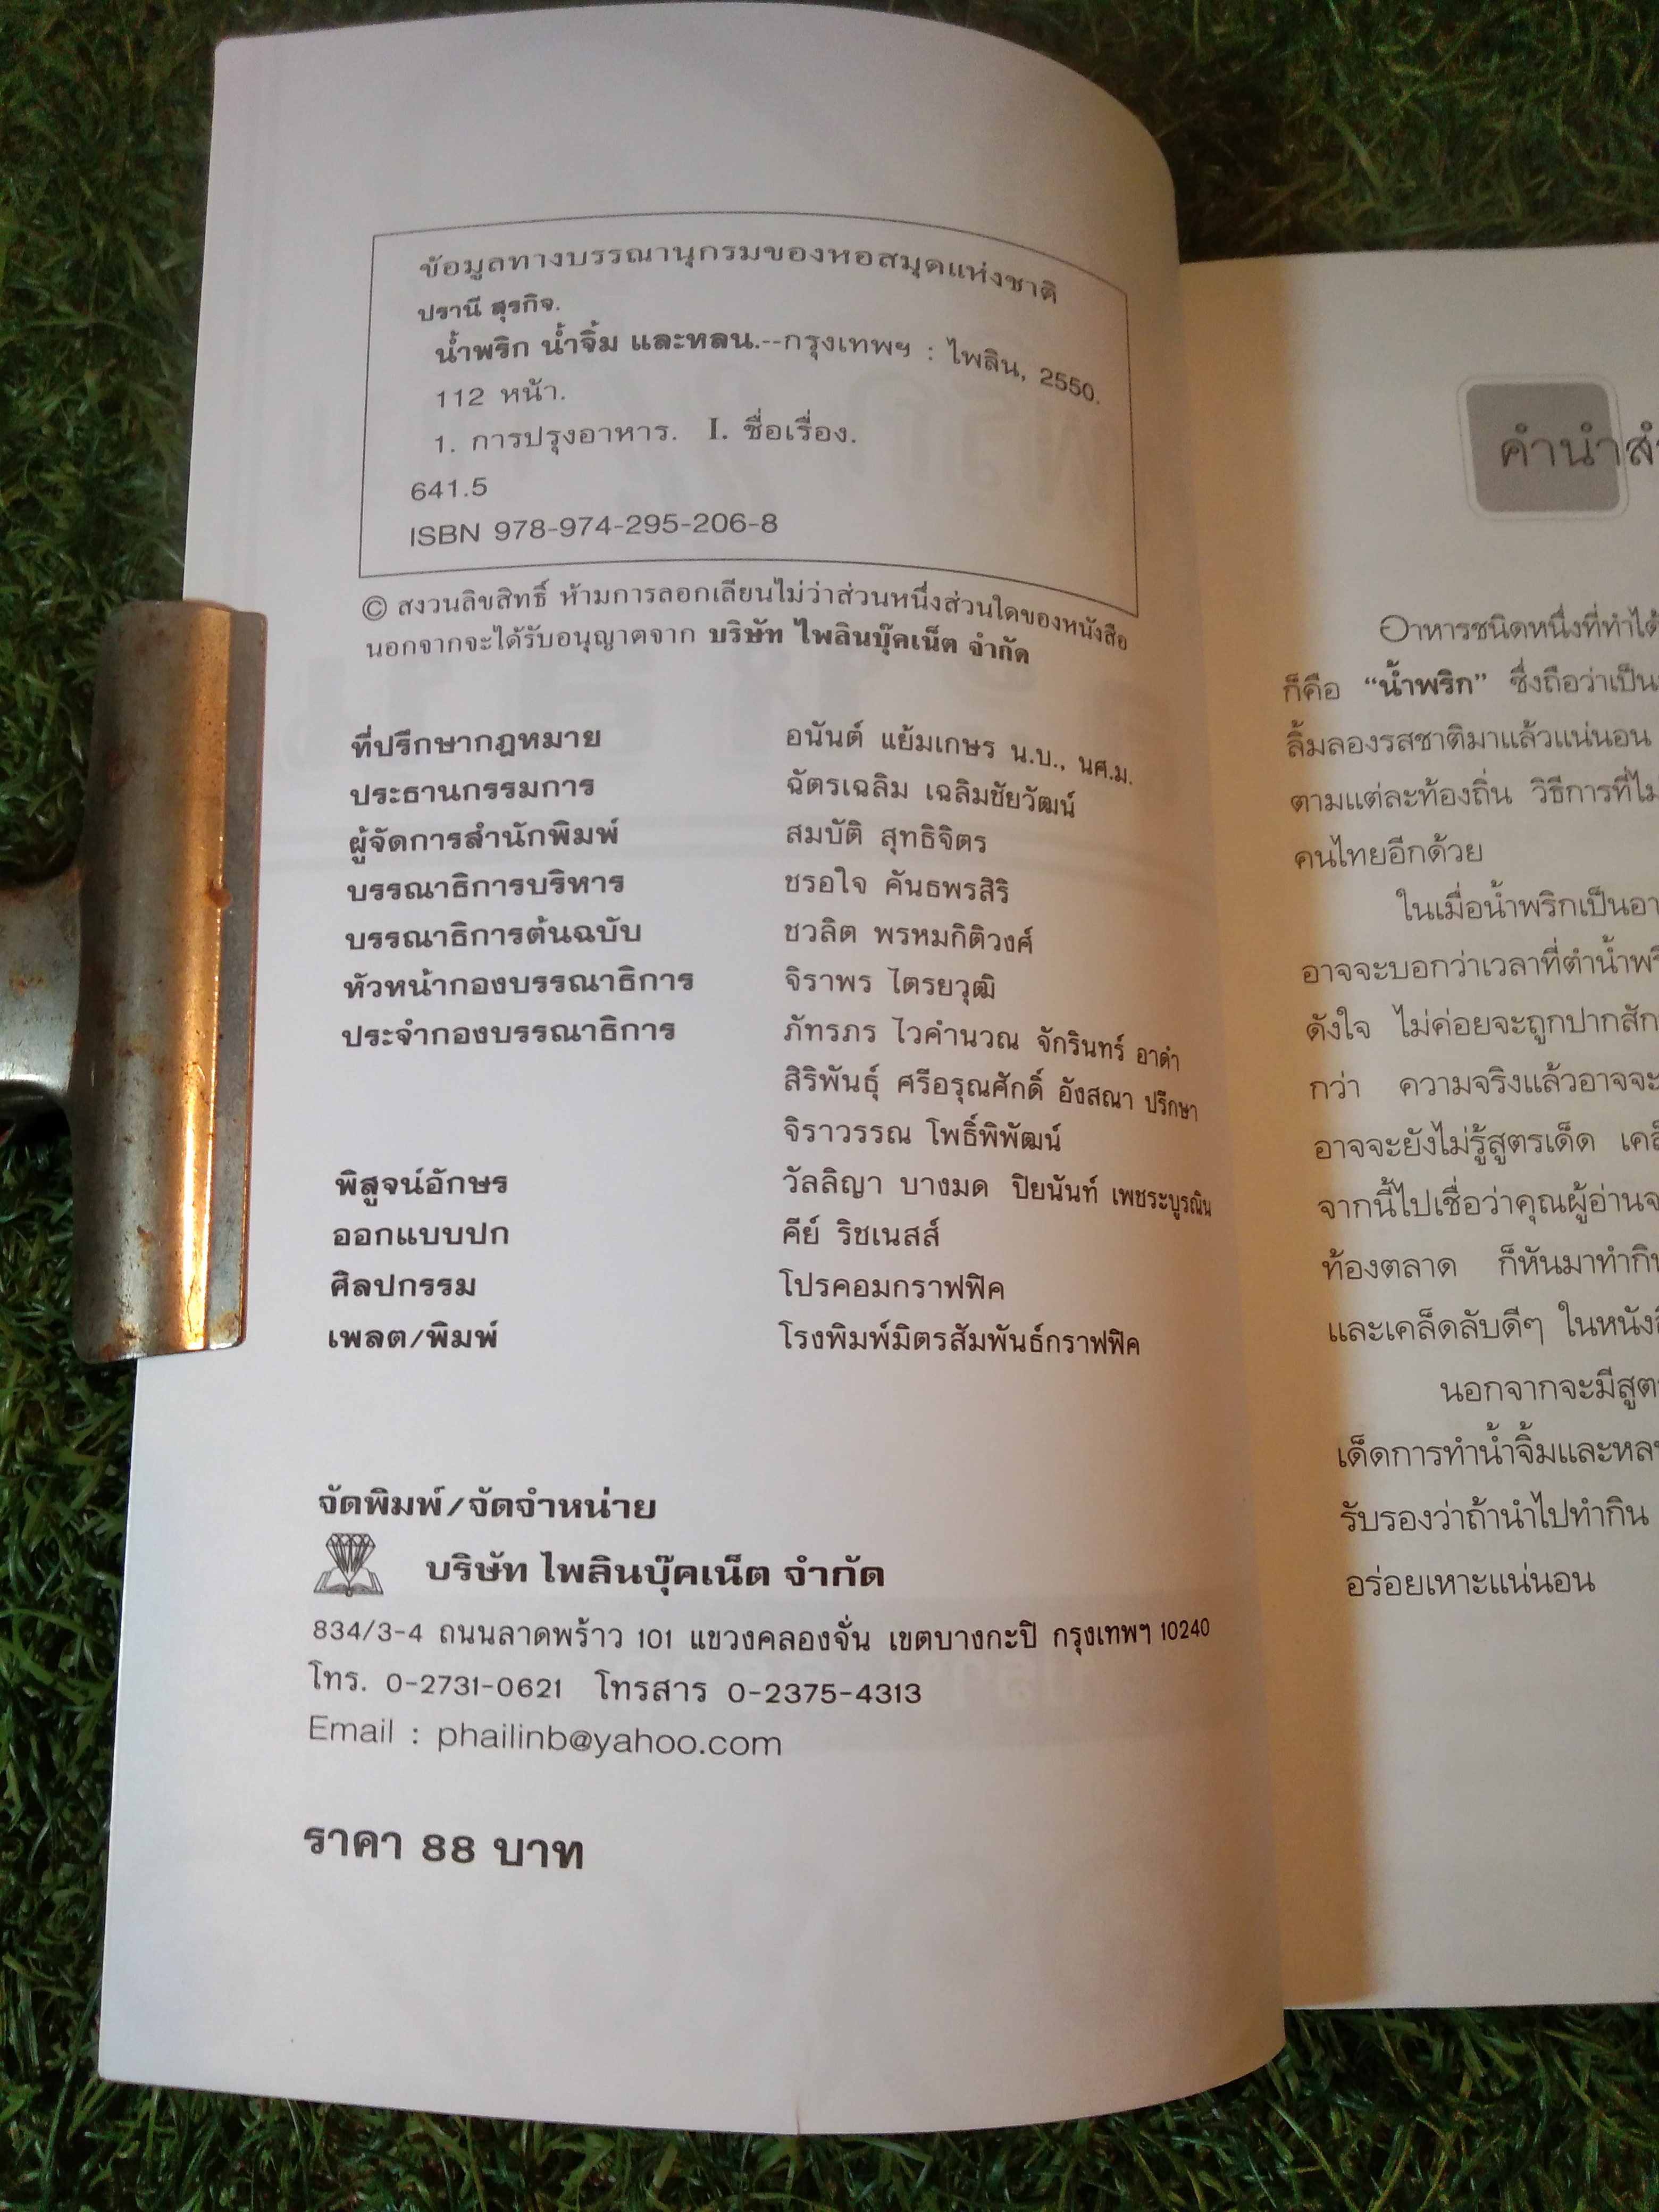 ข้อมูลทางบรรณานุกรมของหอสมุดแห่งชาติ
ปรานี สุรกิจ.
น้ำพริก น้ำจิ้ม และหลน.--กรุงเทพฯ : ไพลิน, 2550.
112 หน้า.
1. การปรุงอาหาร. I. ชื่อเรื่อง.
641.5
ISBN 978-974-295-206-8
© สงวนลิขสิทธิ์ ห้ามการลอกเลียนไม่ว่าส่วนหนึ่งส่วนใดของหนังสือ
นอกจากจะได้รับอนุญาตจาก บริษัท ไพลินบุ๊คเน็ต จำกัด
ที่ปรึกษากฎหมาย อนันต์ แย้มเกษร น.บ., นศ.ม.
ประธานกรรมการ ฉัตรเฉลิม เฉลิมชัยวัฒน์
ผู้จัดการสำนักพิมพ์ สมบัติ สุทธิจิตร
บรรณาธิการบริหาร ชรอใจ คันธพรสิริ
บรรณาธิการต้นฉบับ ชวลิต พรหมกิติวงศ์
หัวหน้ากองบรรณาธิการ จิราพร ไตรยวุฒิ
ประจำกองบรรณาธิการ ภัทรภร ไวคำนวณ จักรินทร์ อาดำ
สิริพันธุ์ ศรีอรุณศักดิ์ อังสณา ปรึกษา
จิราวรรณ โพธิ์พิพัฒน์
พิสูจน์อักษร วัลลิญา บางมด ปิยนันท์ เพชระบูรณิน
ออกแบบปก คีย์ ริชเนสส์
ศิลปกรรม โปรคอมกราฟฟิค
เพลต/พิมพ์ โรงพิมพ์มิตรสัมพันธ์กราฟฟิค
จัดพิมพ์/จัดจำหน่าย
บริษัท ไพลินบุ๊คเน็ต จำกัด
834/3-4 ถนนลาดพร้าว 101 แขวงคลองจั่น เขตบางกะปิ กรุงเทพฯ 10240
โทร. 0-2731-0621 โทรสาร 0-2375-4313
Email : phailinb@yahoo.com
ราคา 88 บาท
คำนำ
อาหารชนิดหนึ่งที่ทำได้
ก็คือ “น้ำพริก” ซึ่งถือว่าเป็น
ลิ้มลองรสชาติมาแล้วแน่นอน
ตามแต่ละท้องถิ่น วิธีการที่ไม่
คนไทยอีกด้วย
ในเมื่อน้ำพริกเป็นอา
อาจจะบอกว่าเวลาที่ตำน้ำพริ
ดังใจ ไม่ค่อยจะถูกปากสัก
กว่า ความจริงแล้วอาจจะ
อาจจะยังไม่รู้สูตรเด็ด
จากนี้ไปเชื่อว่าคุณผู้อ่านจ
ท้องตลาด ก็หันมาทำกิน
และเคล็ดลับดีๆ ในหนังสื
นอกจากจะมีสูต
เด็ดการทำน้ำจิ้มและหล
รับรองว่าถ้านำไปทำกิน
อร่อยเหาะแน่นอน